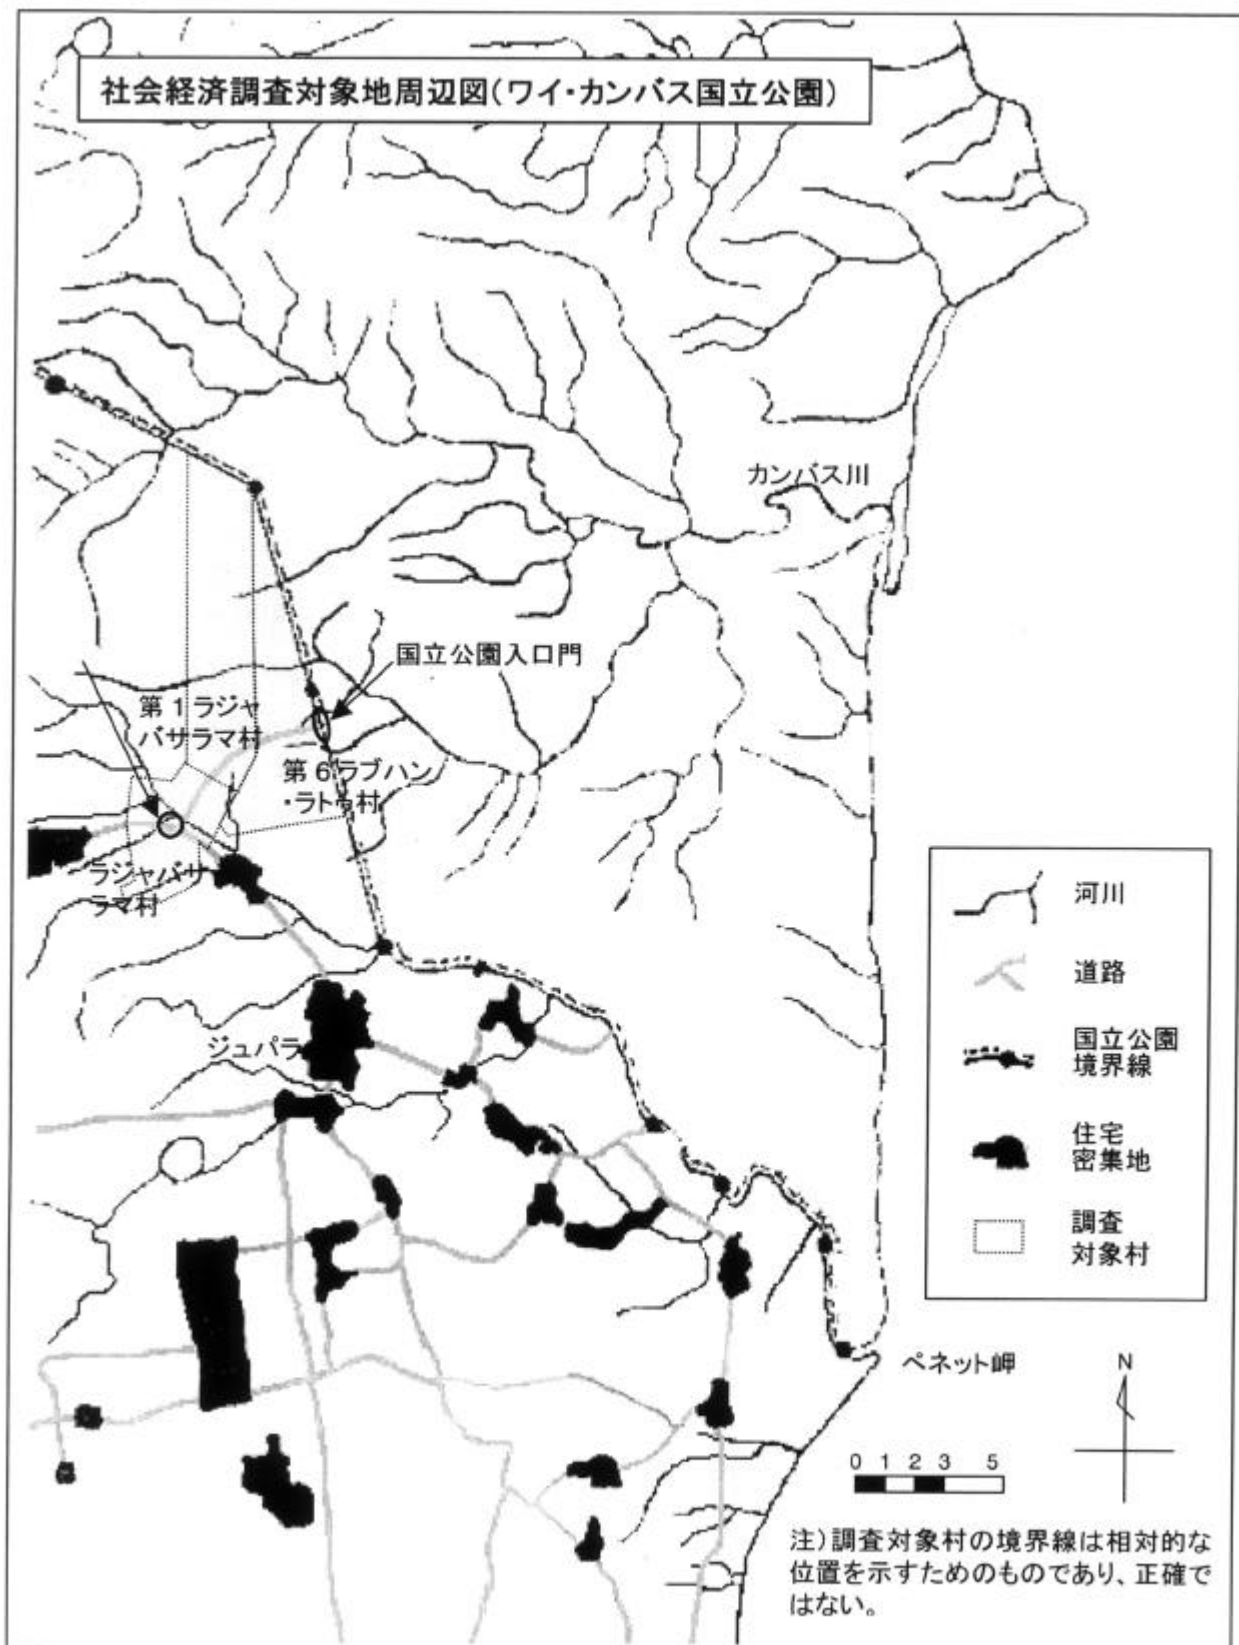 社会経済調査対象地周辺図(ワイ・カンバス国立公園)
カンバス川
国立公園入口門
第1ラジャ
バサラマ村
第6ラブハン
・ラトゥ村
ラジャバサ
ラマ村
ジュパラ
河川
道路
国立公園
境界線
住宅
密集地
調査
対象村
ペネット岬
N
0 1 2 3 5
注)調査対象村の境界線は相対的な
位置を示すためのものであり、正確で
はない。